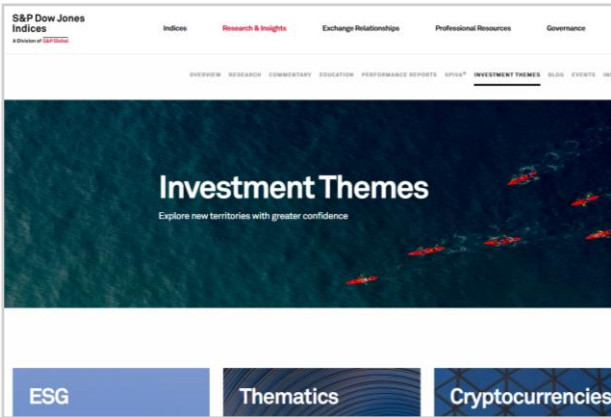 S&P Dow Jones
Indices
A Division of S&P Global
Indices
Research & Insights
Exchange Relationships
Professional Resources
Governance
OVERVIEW RESEARCH COMMENTARY EDUCATION PERFORMANCE REPORTS SPIVA® INVESTMENT THEMES BLOG EVENTS
Investment Themes
Explore new territories with greater confidence
ESG
Thematics
Cryptocurrencies